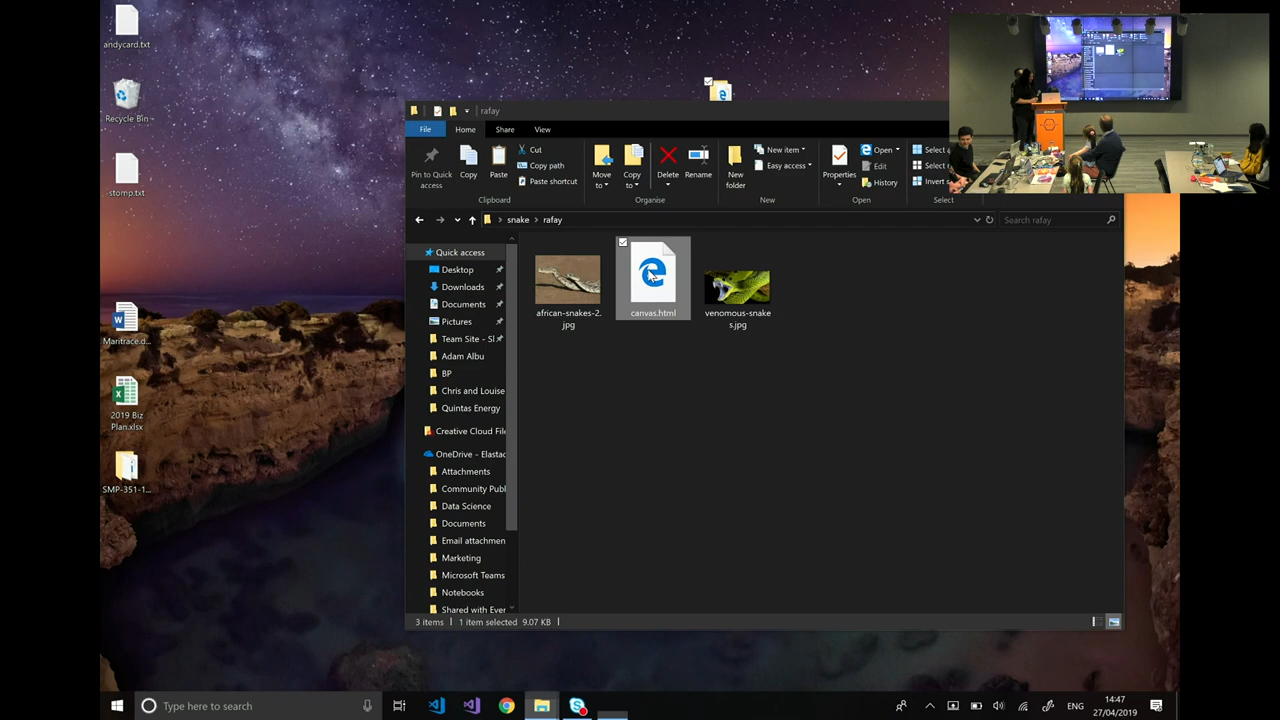 andycard.txt
Recycle Bin
stomp.txt
Maritrace.d...
2019 Biz
Plan.xlsx
SMP-351-1...
rafay
File
Home
Share
View
Pin to Quick
access
Copy
Paste
Cut
Copy path
Paste shortcut
Clipboard
Move
to
Copy
to
Delete
Rename
Organise
New
folder
New item
Easy access
New
Properties
Open
Edit
History
Open
Select a
Select
Invert s
Select
snake
rafay
Search rafay
Quick access
Desktop
Downloads
Documents
Pictures
Team Site - Sl
Adam Albu
BP
Chris and Louise
Quintas Energy
Creative Cloud File
OneDrive - Elastac
Attachments
Community Publ
Data Science
Documents
Email attachmen
Marketing
Microsoft Teams
Notebooks
Shared with Ever
african-snakes-2.
jpg
canvas.html
venomous-snake
s.jpg
3 items
1 item selected 9.07 KB
Type here to search
ENG
14:47
27/04/2019